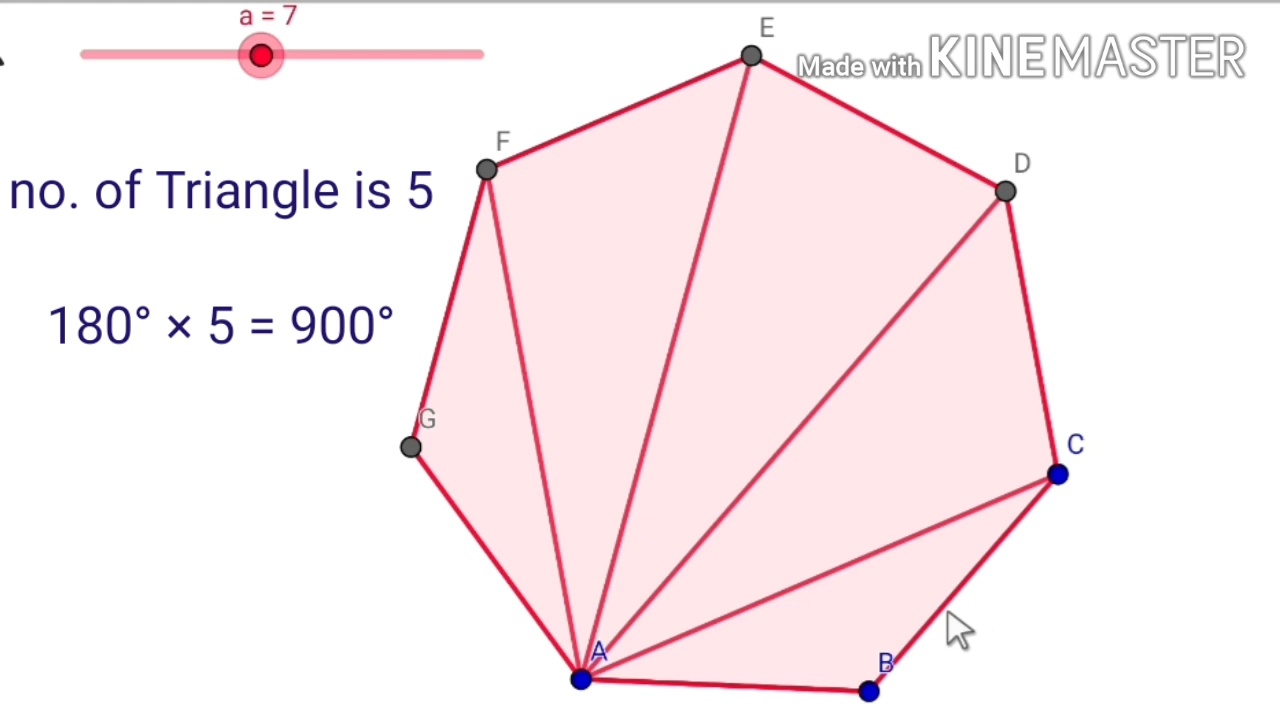 a = 7
E
Made with KINEMASTER
F
D
no. of Triangle is 5
180° × 5 = 900°
G
C
A
B